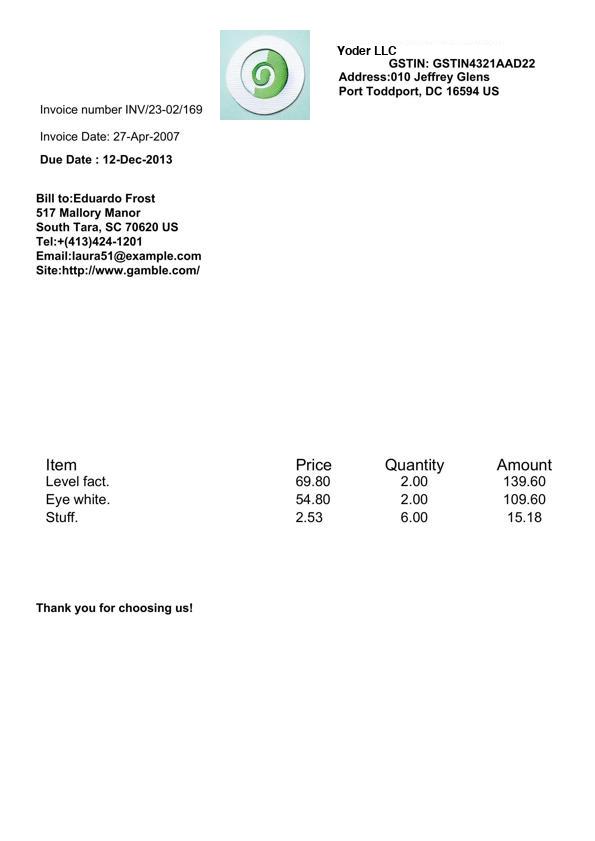 Yoder LLC
GSTIN: GSTIN4321AAD22
Address:010 Jeffrey Glens
Port Toddport, DC 16594 US
Invoice number INV/23-02/169
Invoice Date: 27-Apr-2007
Due Date : 12-Dec-2013
Bill to:Eduardo Frost
517 Mallory Manor
South Tara, SC 70620 US
Tel:+(413)424-1201
Email:laura51@example.com
Site:http://www.gamble.com/
Item Price Quantity Amount
Level fact. 69.80 2.00 139.60
Eye white. 54.80 2.00 109.60
Stuff. 2.53 6.00 15.18
Thank you for choosing us!